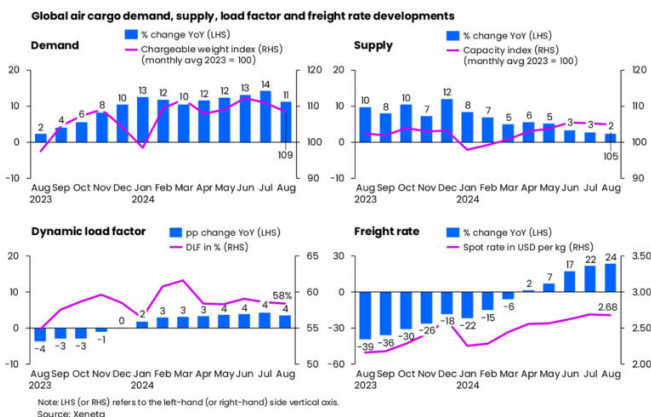 Global air cargo demand, supply, load factor and freight rate developments
Demand
% change YoY (LHS)
Chargeable weight index (RHS)
(monthly avg 2023 = 100)
20 10 0 -10
120 110 100 90
2 4 6 8 10 13 12 10 12 12 13 14 11
109
Aug Sep Oct Nov Dec Jan Feb Mar Apr May Jun Jul Aug
2023 2024
Supply
% change YoY (LHS)
Capacity index (RHS)
(monthly avg 2023 = 100)
20 10 0 -10
120 110 100 90
10 8 10 7 12 8 7 5 6 5 3 3 2
105
Aug Sep Oct Nov Dec Jan Feb Mar Apr May Jun Jul Aug
2023 2024
Dynamic load factor
pp change YoY (LHS)
DLF in % (RHS)
20 10 0 -10
65 60 55 50
-4 -3 -3 -1 0 2 3 3 3 4 4 4 4
58%
Aug Sep Oct Nov Dec Jan Feb Mar Apr May Jun Jul Aug
2023 2024
Freight rate
% change YoY (LHS)
Spot rate in USD per kg (RHS)
30 0 -30 -60
3.50 3.00 2.50 2.00
-39 -36 -30 -26 -18 -22 -15 -6 2 7 17 22 24
2.68
Aug Sep Oct Nov Dec Jan Feb Mar Apr May Jun Jul Aug
2023 2024
Note: LHS (or RHS) refers to the left-hand (or right-hand) side vertical axis.
Source: Xeneta